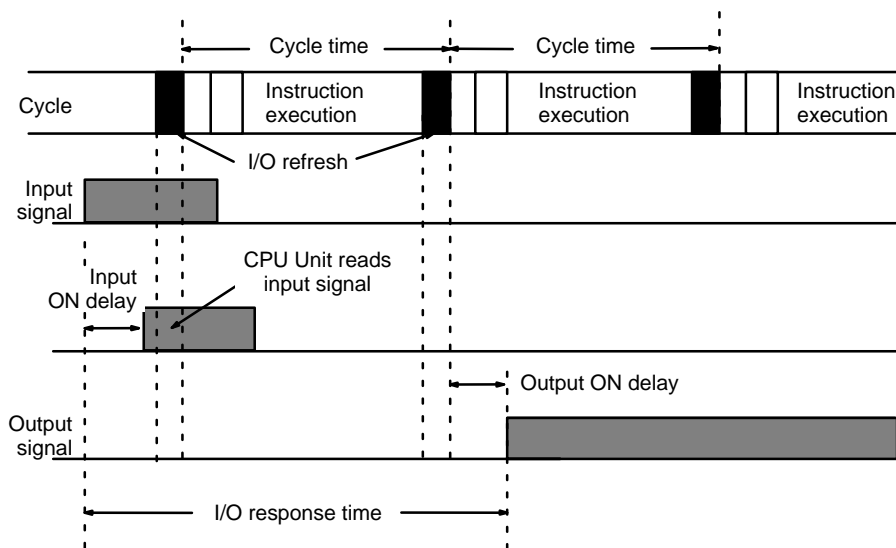 Cycle time
Cycle time
Cycle
Instruction
execution
Instruction
execution
Instruction
execution
I/O refresh
Input
signal
Input
ON delay
CPU Unit reads
input signal
Output ON delay
Output
signal
I/O response time